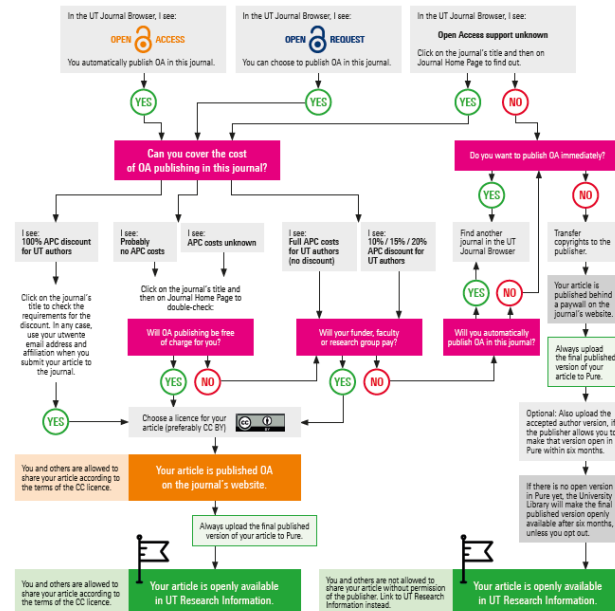 In the UT Journal Browser, I see:
OPEN ACCESS
You automatically publish OA in this journal.
In the UT Journal Browser, I see:
OPEN REQUEST
You can choose to publish OA in this journal.
In the UT Journal Browser, I see:
Open Access support unknown
Click on the journal's title and then on
Journal Home Page to find out.
YES
YES
YES
NO
Can you cover the cost
of OA publishing in this journal?
Do you want to publish OA immediately?
YES
NO
I see:
100% APC discount
for UT authors
I see:
Probably
no APC costs
I see:
APC costs unknown
I see:
Full APC costs
for UT authors
(no discount)
I see:
10% / 15% / 20%
APC discount for
UT authors
Find another
journal in the UT
Journal Browser
Transfer
copyrights to the
publisher.
Click on the journal's
title to check the
requirements for the
discount. In any case,
use your utwente
email address and
affiliation when you
submit your article to
the journal.
Click on the journal's title and
then on Journal Home Page to
double-check:
YES
Your article is
published behind
a paywall on the
journal's website.
Will OA publishing be free
of charge for you?
Will your funder, faculty
or research group pay?
Will you automatically
publish OA in this journal?
Always upload
the final published
version of your
article to Pure.
YES
NO
YES
NO
NO
YES
Choose a licence for your
article (preferably CC BY)
cc
BY
Optional: Also upload the
accepted author version, if
the publisher allows you to
make that version open in
Pure within six months.
You and others are allowed to
share your article according to
the terms of the CC licence.
Your article is published OA
on the journal's website.
If there is no open version
in Pure yet, the University
Library will make the final
published version openly
available after six months,
unless you opt out.
Always upload the final published
version of your article to Pure.
You and others are allowed to
share your article according to
the terms of the CC licence.
Your article is openly available
in UT Research Information.
You and others are not allowed to
share your article without permission
of the publisher. Link to UT Research
Information instead.
Your article is openly available
in UT Research Information.